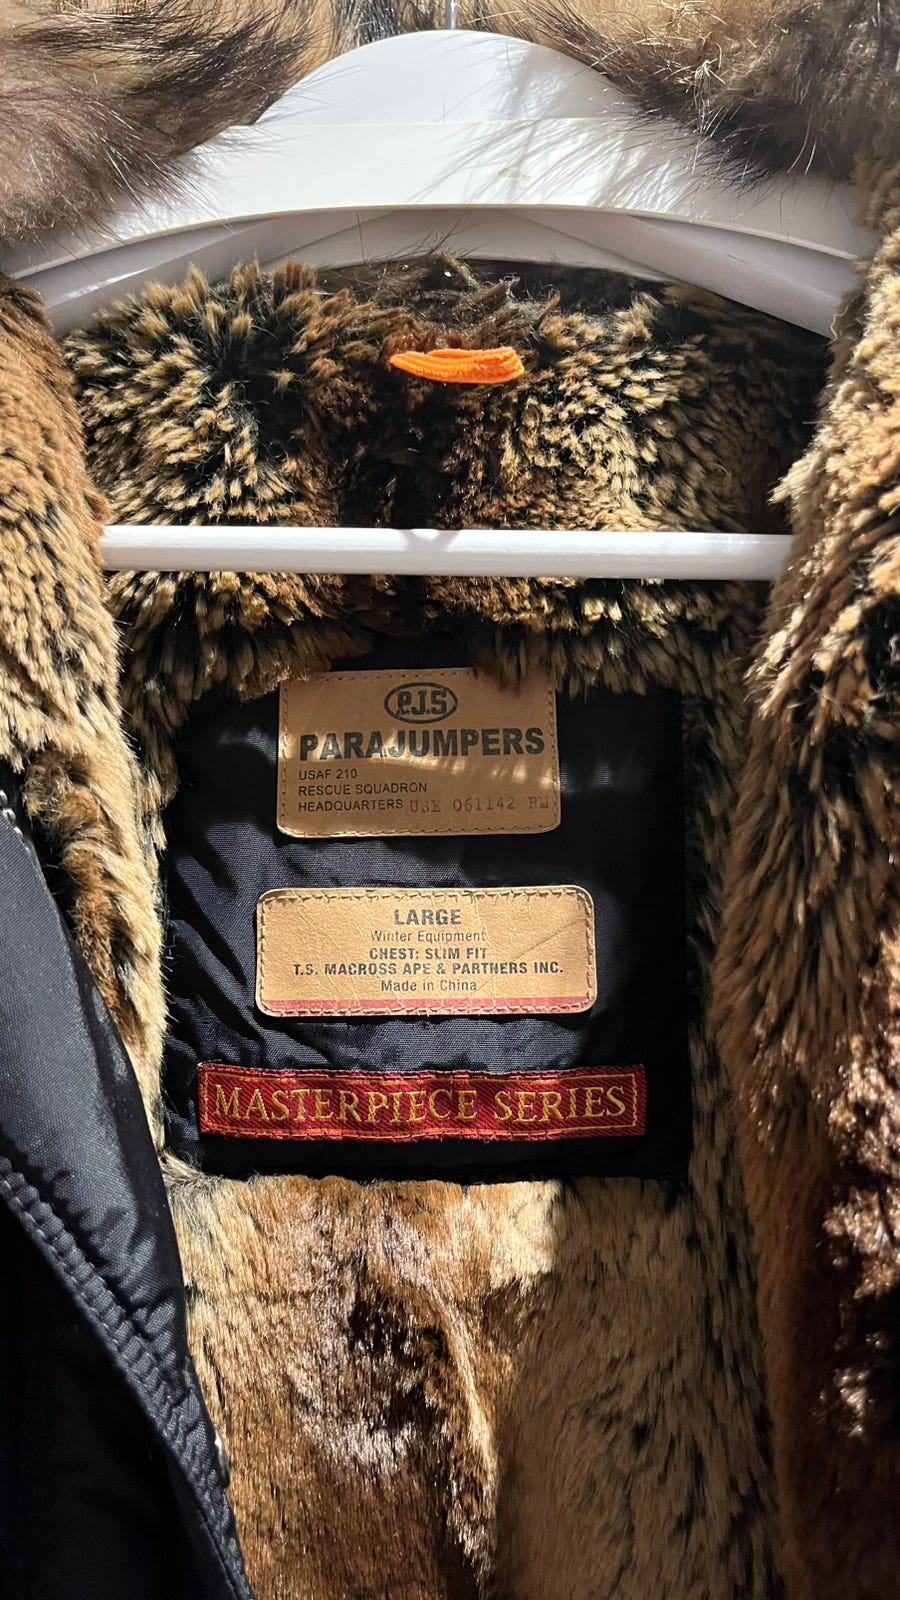 P.J.S
PARAJUMPERS
USAF 210
RESCUE SQUADRON
HEADQUARTERS USE 061142 RM
LARGE
Winter Equipment
CHEST: SLIM FIT
T.S. MACROSS APE & PARTNERS INC.
Made in China
MASTERPIECE SERIES